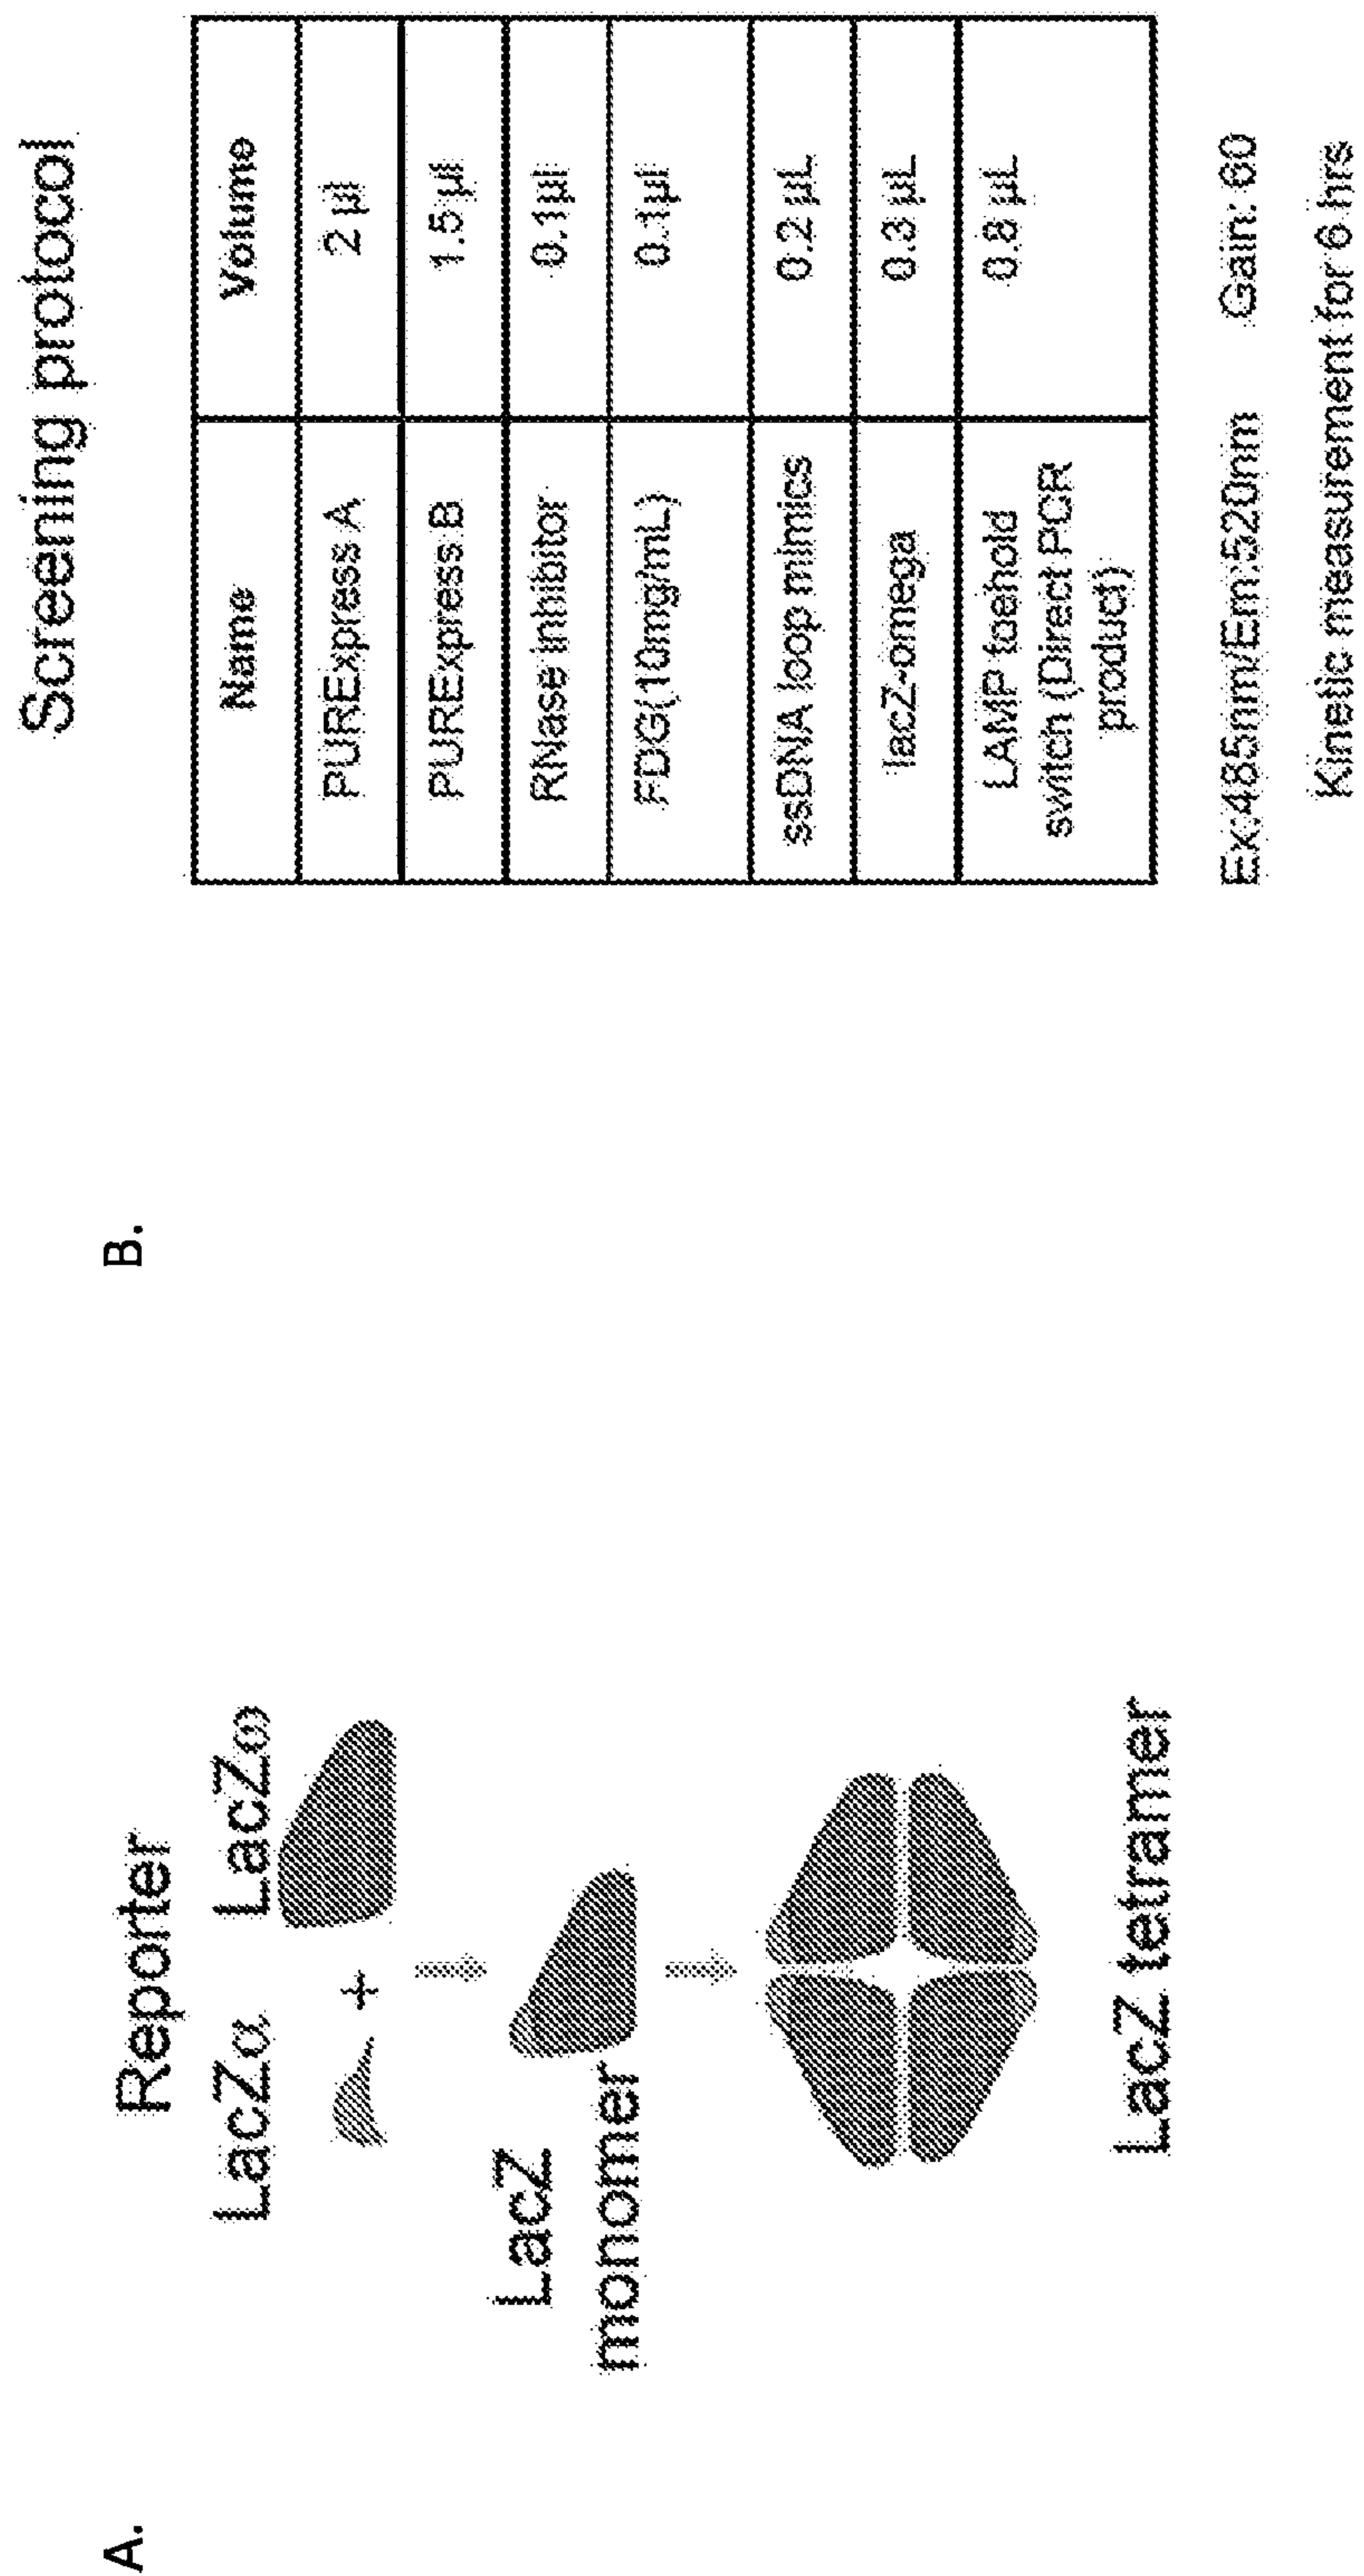 A.
Reporter
LacZα
LacZω
+
LacZ
monomer
LacZ tetramer
B.
Screening protocol
Name Volume
PURExpress A 2 µl
PURExpress B 1.5 µl
RNase inhibitor 0.1µl
FDG(10mg/mL) 0.1µl
ssDNA loop mimics 0.2 µL
lacZ-omega 0.3 µL
LAMP toehold 0.8 µL
switch (Direct PCR
product)
Ex:485nm/Em:520nm Gain: 60
Kinetic measurement for 6 hrs